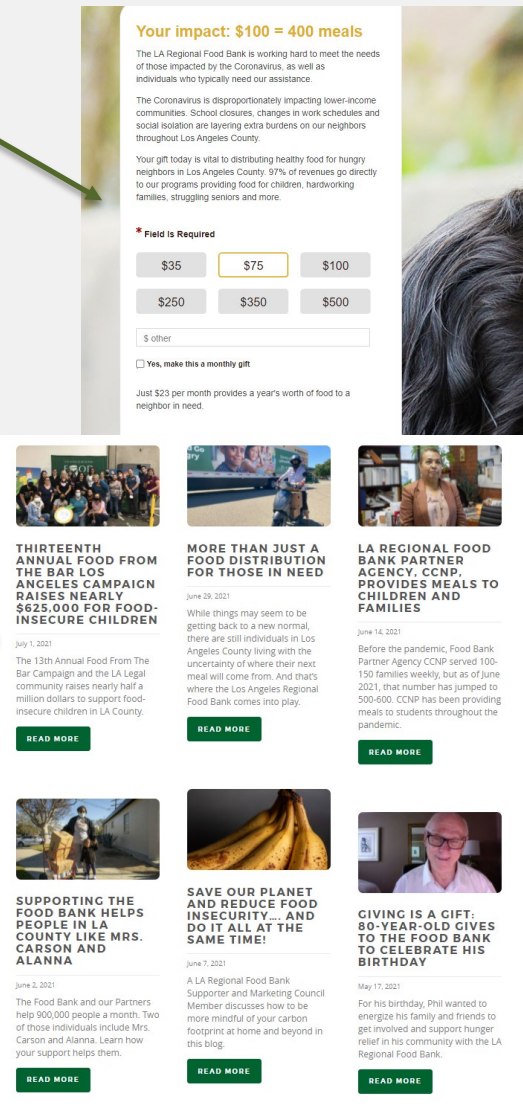 Your impact: $100 = 400 meals
The LA Regional Food Bank is working hard to meet the needs
of those impacted by the Coronavirus, as well as
individuals who typically need our assistance.
The Coronavirus is disproportionately impacting lower-income
communities. School closures, changes in work schedules and
social isolation are layering extra burdens on our neighbors
throughout Los Angeles County.
Your gift today is vital to distributing healthy food for hungry
neighbors in Los Angeles County. 97% of revenues go directly
to our programs providing food for children, hardworking
families, struggling seniors and more.
* Field Is Required
$35 $75 $100
$250 $350 $500
$ other
Yes, make this a monthly gift
Just $23 per month provides a year's worth of food to a
neighbor in need.
THIRTEENTH
ANNUAL FOOD FROM
THE BAR LOS
ANGELES CAMPAIGN
RAISES NEARLY
$625,000 FOR FOOD-
INSECURE CHILDREN
July 1, 2021
The 13th Annual Food From The
Bar Campaign and the LA Legal
community raises nearly half a
million dollars to support food-
insecure children in LA County.
READ MORE
MORE THAN JUST A
FOOD DISTRIBUTION
FOR THOSE IN NEED
June 29, 2021
While things may seem to be
getting back to a new normal,
there are still individuals in Los
Angeles County living with the
uncertainty of where their next
meal will come from. And that's
where the Los Angeles Regional
Food Bank comes into play.
READ MORE
LA REGIONAL FOOD
BANK PARTNER
AGENCY, CCNP,
PROVIDES MEALS TO
CHILDREN AND
FAMILIES
June 14, 2021
Before the pandemic, Food Bank
Partner Agency CCNP served 100-
150 families weekly, but as of June
2021, that number has jumped to
500-600. CCNP has been providing
meals to students throughout the
pandemic.
READ MORE
SUPPORTING THE
FOOD BANK HELPS
PEOPLE IN LA
COUNTY LIKE MRS.
CARSON AND
ALANNA
June 2, 2021
The Food Bank and our Partners
help 900,000 people a month. Two
of those individuals include Mrs.
Carson and Alanna. Learn how
your support helps them.
READ MORE
SAVE OUR PLANET
AND REDUCE FOOD
INSECURITY.... AND
DO IT ALL AT THE
SAME TIME!
June 7, 2021
A LA Regional Food Bank
Supporter and Marketing Council
Member discusses how to be
more mindful of your carbon
footprint at home and beyond in
this blog.
READ MORE
GIVING IS A GIFT:
80-YEAR-OLD GIVES
TO THE FOOD BANK
TO CELEBRATE HIS
BIRTHDAY
May 17, 2021
For his birthday, Phil wanted to
energize his family and friends to
get involved and support hunger
relief in his community with the LA
Regional Food Bank.
READ MORE